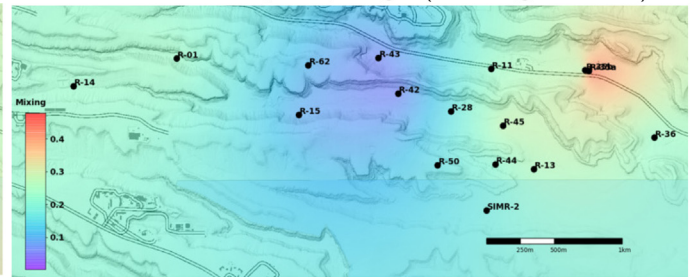 R-01
R-62
R-43
R-11
R-14
R-42
Mixing
R-15
R-28
0.4
R-45
R-36
0.3
R-50
R-44
R-13
0.2
SIMR-2
0.1
250m
500m
1km